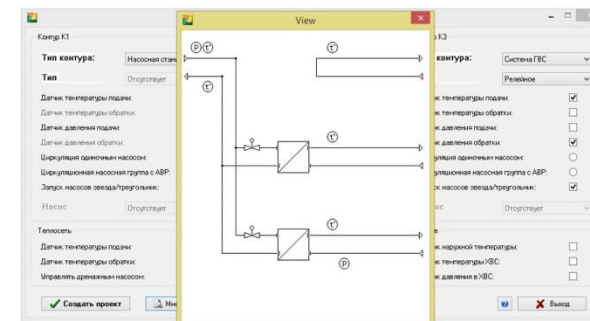 View
Контур К1
Тип контура:
Насосная стан
Тип
Отсутствует
Датчик температуры подачи:
Датчик температуры обратки:
Датчик давления подачи:
Датчик давления обратки:
Циркуляция одиночным насосом:
Циркуляционная насосная группа с АВР:
Запуск насосов звезда/треугольник:
Насос
Отсутствует
Теплосеть
Датчик температуры подачи:
Датчик температуры обратки:
Управлять дренажным насосом:
Создать проект
P t°
t°
t°
t°
t°
P
р К3
контура:
Система ГВС
Релейное
к температуры подачи:
к температуры обратки:
к давления подачи:
к давления обратки:
уляция одиночным насосом:
уляционная насосная группа с АВР:
к насосов звезда/треугольник:
ос
Отсутствует
к наружной температуры:
к температуры ХВС:
к давления в ХВС:
Выход